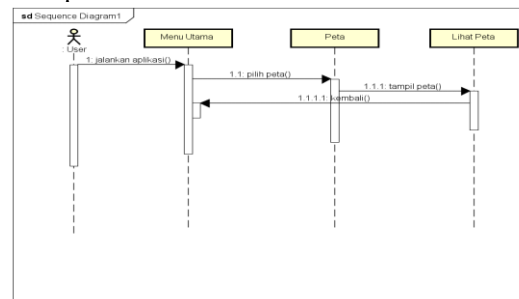 sd Sequence Diagram1
: User
Menu Utama
Peta
Lihat Peta
1: jalankan aplikasi()
1.1: pilih peta()
1.1.1: tampil peta()
1.1.1.1: kembali()